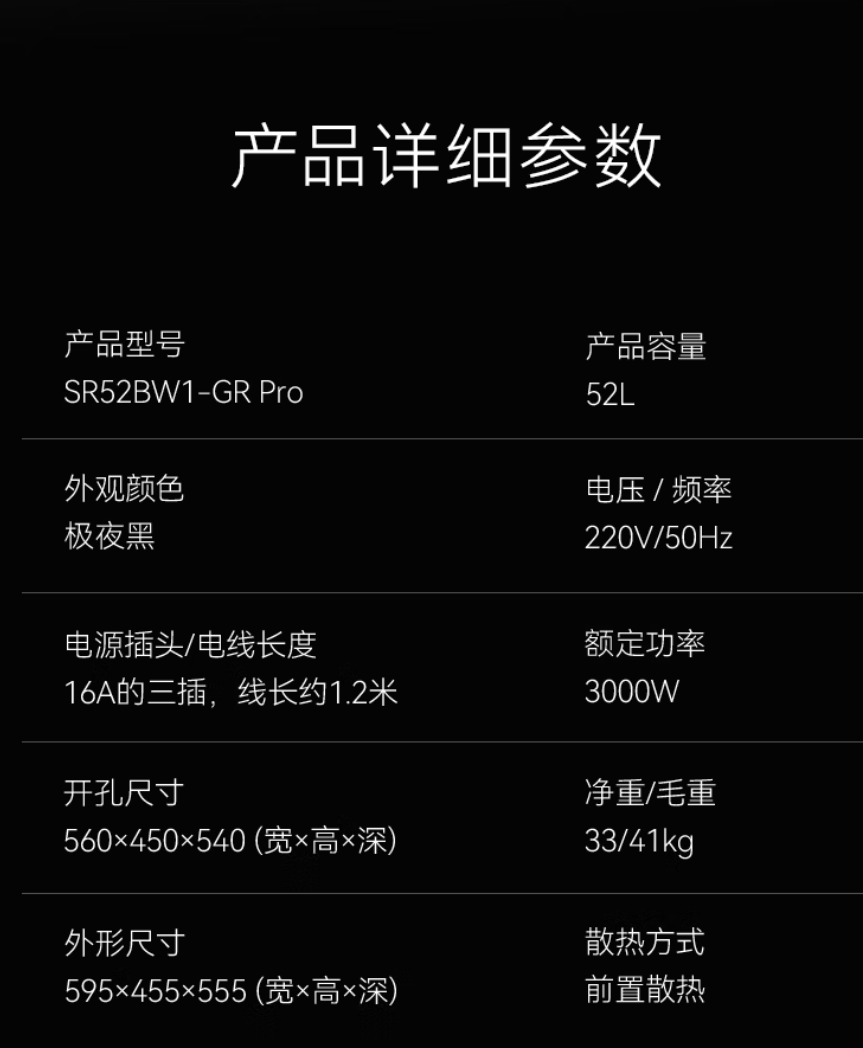 产品详细参数
产品型号
SR52BW1-GR Pro
产品容量
52L
外观颜色
极夜黑
电压 / 频率
220V/50Hz
电源插头/电线长度
16A的三插，线长约1.2米
额定功率
3000W
开孔尺寸
560×450×540 (宽×高×深)
净重/毛重
33/41kg
外形尺寸
595×455×555 (宽×高×深)
散热方式
前置散热